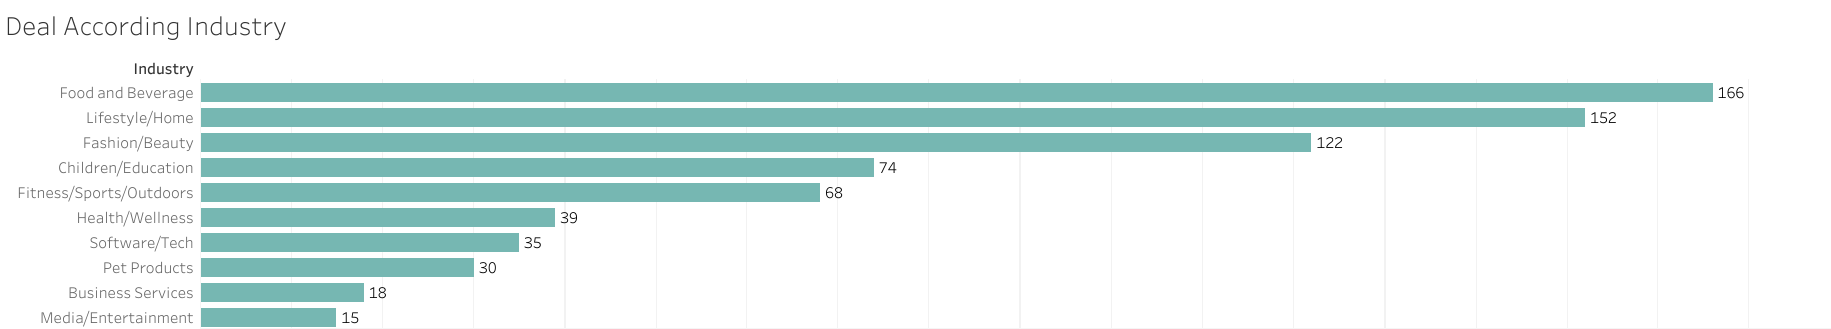 Deal According Industry
Industry
Food and Beverage 166
Lifestyle/Home 152
Fashion/Beauty 122
Children/Education 74
Fitness/Sports/Outdoors 68
Health/Wellness 39
Software/Tech 35
Pet Products 30
Business Services 18
Media/Entertainment 15